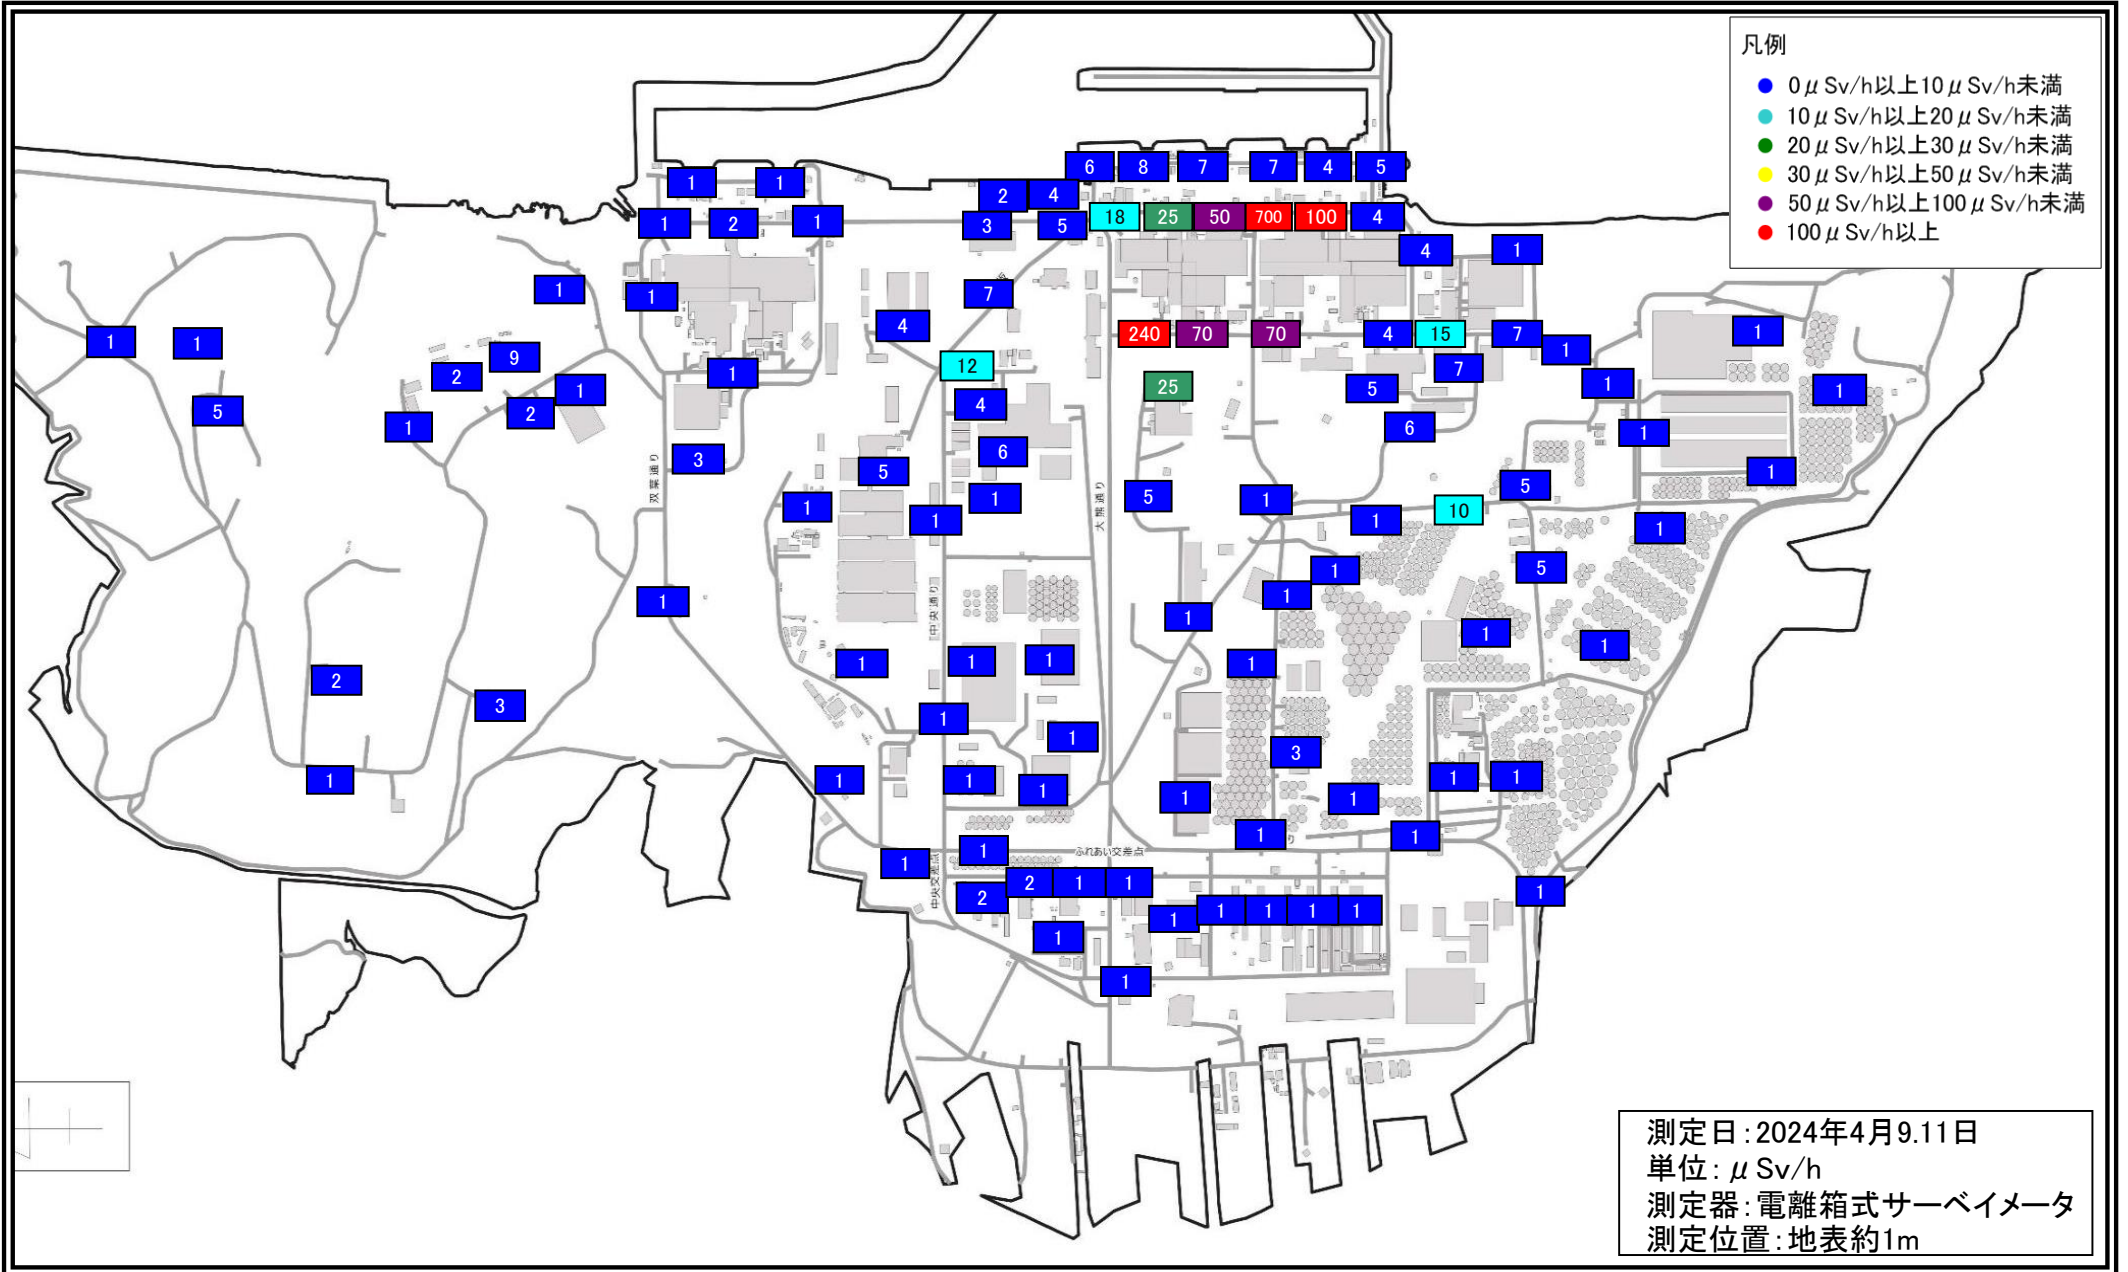 凡例
● 0μSv/h以上10μSv/h未満
● 10μSv/h以上20μSv/h未満
● 20μSv/h以上30μSv/h未満
● 30μSv/h以上50μSv/h未満
● 50μSv/h以上100μSv/h未満
● 100μSv/h以上
6 8 7 7 4 5
1 1 2 4
1 2 1 3 5 18 25 50 700 100 4
4 1
1 1 7
1 1 4 240 70 70 4 15 7 1 1
2 9 1 12 7 1
5 1 2 1 4 25 5 1 1
1 3 6 6 1
5 1 5 1
1 1 5 1 1 10 1
双葉通り
大熊通り
1 5
1 1 1
中央通り
1 1 1 1 1 1
2 3 1
1 3
1 1 1 1 1 1 1 1
1 1
ふれあい交差点
中央交差点
1 1
2 2 1 1 1
1 1 1 1 1
1
1
測定日:2024年4月9.11日
単位:μSv/h
測定器:電離箱式サーベイメータ
測定位置:地表約1m